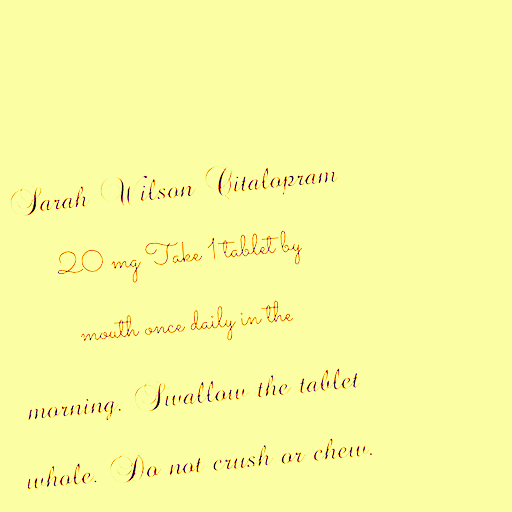 Sarah Wilson Citalopram
20 mg Take 1 tablet by
mouth once daily in the
morning. Swallow the tablet
whole. Do not crush or chew.